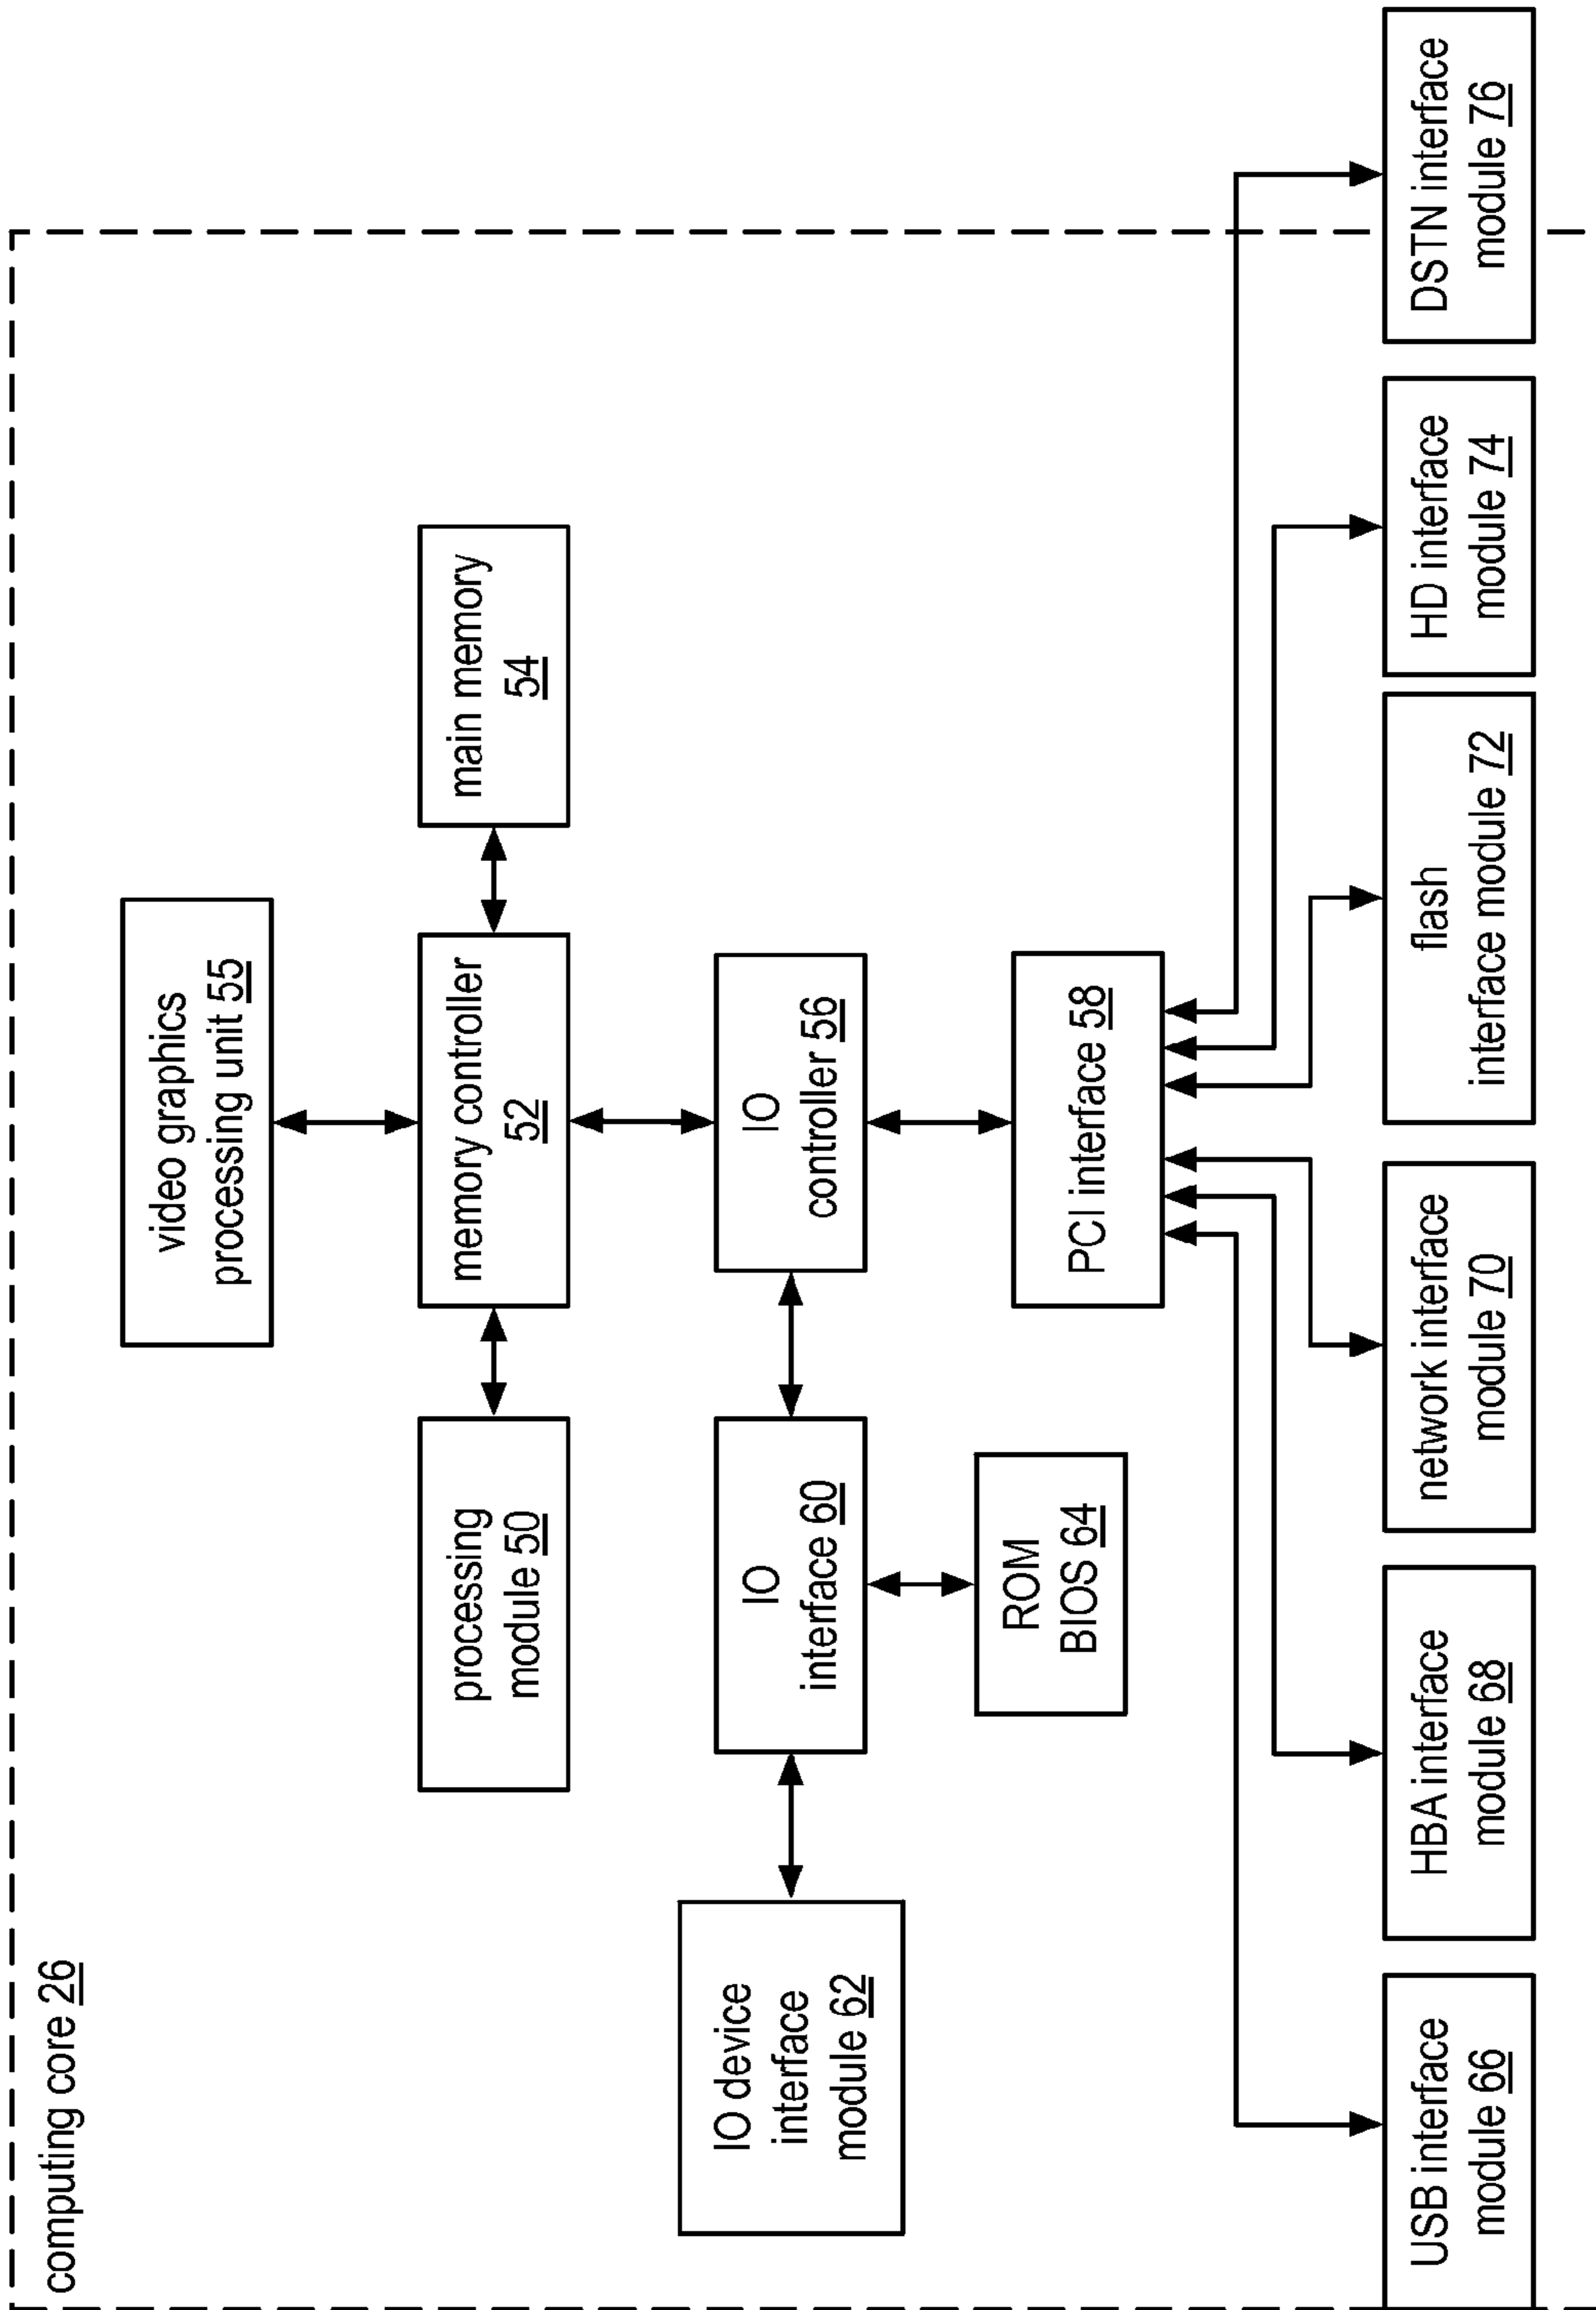 computing core 26
video graphics
processing unit 55
processing
module 50
memory controller
52
main memory
54
IO device
interface
module 62
IO
interface 60
IO
controller 56
ROM
BIOS 64
PCI interface 58
USB interface
module 66
HBA interface
module 68
network interface
module 70
flash
interface module 72
HD interface
module 74
DSTN interface
module 76